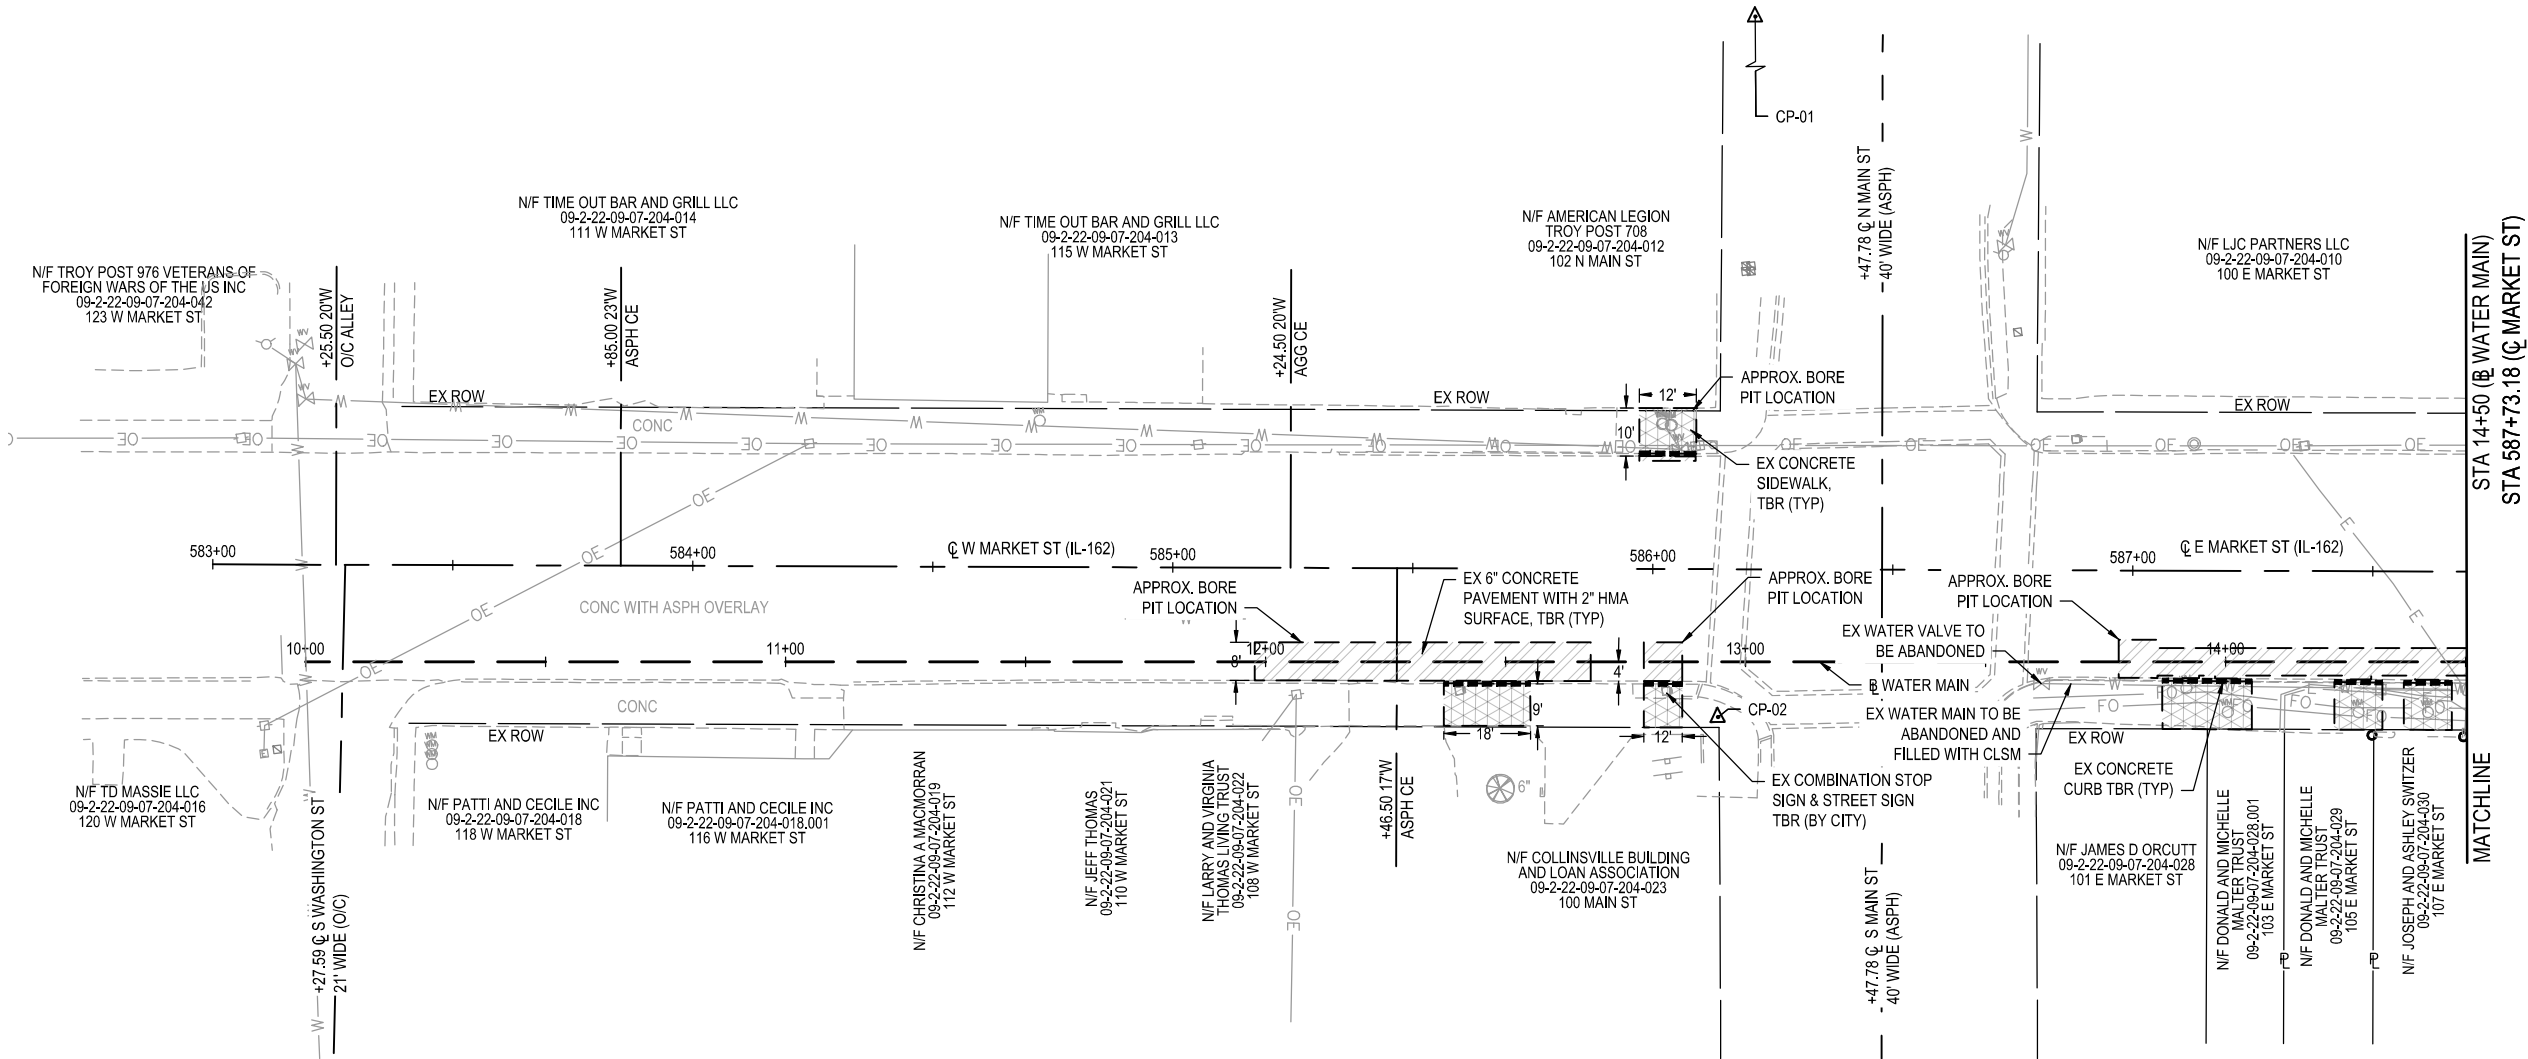 CP-01
N/F TROY POST 976 VETERANS OF
FOREIGN WARS OF THE US INC
09-2-22-09-07-204-042
123 W MARKET ST
+25.50 20'W
O/C ALLEY
N/F TIME OUT BAR AND GRILL LLC
09-2-22-09-07-204-014
111 W MARKET ST
+85.00 23'W
ASPH CE
N/F TIME OUT BAR AND GRILL LLC
09-2-22-09-07-204-013
115 W MARKET ST
+24.50 20'W
AGG CE
N/F AMERICAN LEGION
TROY POST 708
09-2-22-09-07-204-012
102 N MAIN ST
+47.78 ℄ N MAIN ST
40' WIDE (ASPH)
N/F LJC PARTNERS LLC
09-2-22-09-07-204-010
100 E MARKET ST
STA 14+50 (BL WATER MAIN)
STA 587+73.18 (℄ MARKET ST)
MATCHLINE
EX ROW
EX ROW
EX ROW
CONC
12'
10'
APPROX. BORE
PIT LOCATION
EX CONCRETE
SIDEWALK,
TBR (TYP)
583+00
584+00
℄ W MARKET ST (IL-162)
585+00
586+00
587+00
℄ E MARKET ST (IL-162)
CONC WITH ASPH OVERLAY
APPROX. BORE
PIT LOCATION
EX 6" CONCRETE
PAVEMENT WITH 2" HMA
SURFACE, TBR (TYP)
APPROX. BORE
PIT LOCATION
APPROX. BORE
PIT LOCATION
EX WATER VALVE TO
BE ABANDONED
10+00
11+00
12+00
13+00
14+00
8'
4'
9'
18'
12'
BL WATER MAIN
CP-02
EX WATER MAIN TO BE
ABANDONED AND
FILLED WITH CLSM
EX ROW
EX CONCRETE
CURB TBR (TYP)
EX COMBINATION STOP
SIGN & STREET SIGN
TBR (BY CITY)
CONC
EX ROW
6"
N/F TD MASSIE LLC
09-2-22-09-07-204-016
120 W MARKET ST
+27.59 ℄ S WASHINGTON ST
21' WIDE (O/C)
N/F PATTI AND CECILE INC
09-2-22-09-07-204-018
118 W MARKET ST
N/F PATTI AND CECILE INC
09-2-22-09-07-204-018.001
116 W MARKET ST
N/F CHRISTINA A MACMORRAN
09-2-22-09-07-204-019
112 W MARKET ST
N/F JEFF THOMAS
09-2-22-09-07-204-021
110 W MARKET ST
N/F LARRY AND VIRGINIA
THOMAS LIVING TRUST
09-2-22-09-07-204-022
108 W MARKET ST
+46.50 17'W
ASPH CE
N/F COLLINSVILLE BUILDING
AND LOAN ASSOCIATION
09-2-22-09-07-204-023
100 MAIN ST
+47.78 ℄ S MAIN ST
40' WIDE (ASPH)
N/F JAMES D ORCUTT
09-2-22-09-07-204-028
101 E MARKET ST
N/F DONALD AND MICHELLE
MALTER TRUST
09-2-22-09-07-204-028.001
103 E MARKET ST
PL
N/F DONALD AND MICHELLE
MALTER TRUST
09-2-22-09-07-204-029
105 E MARKET ST
PL
N/F JOSEPH AND ASHLEY SWITZER
09-2-22-09-07-204-030
107 E MARKET ST